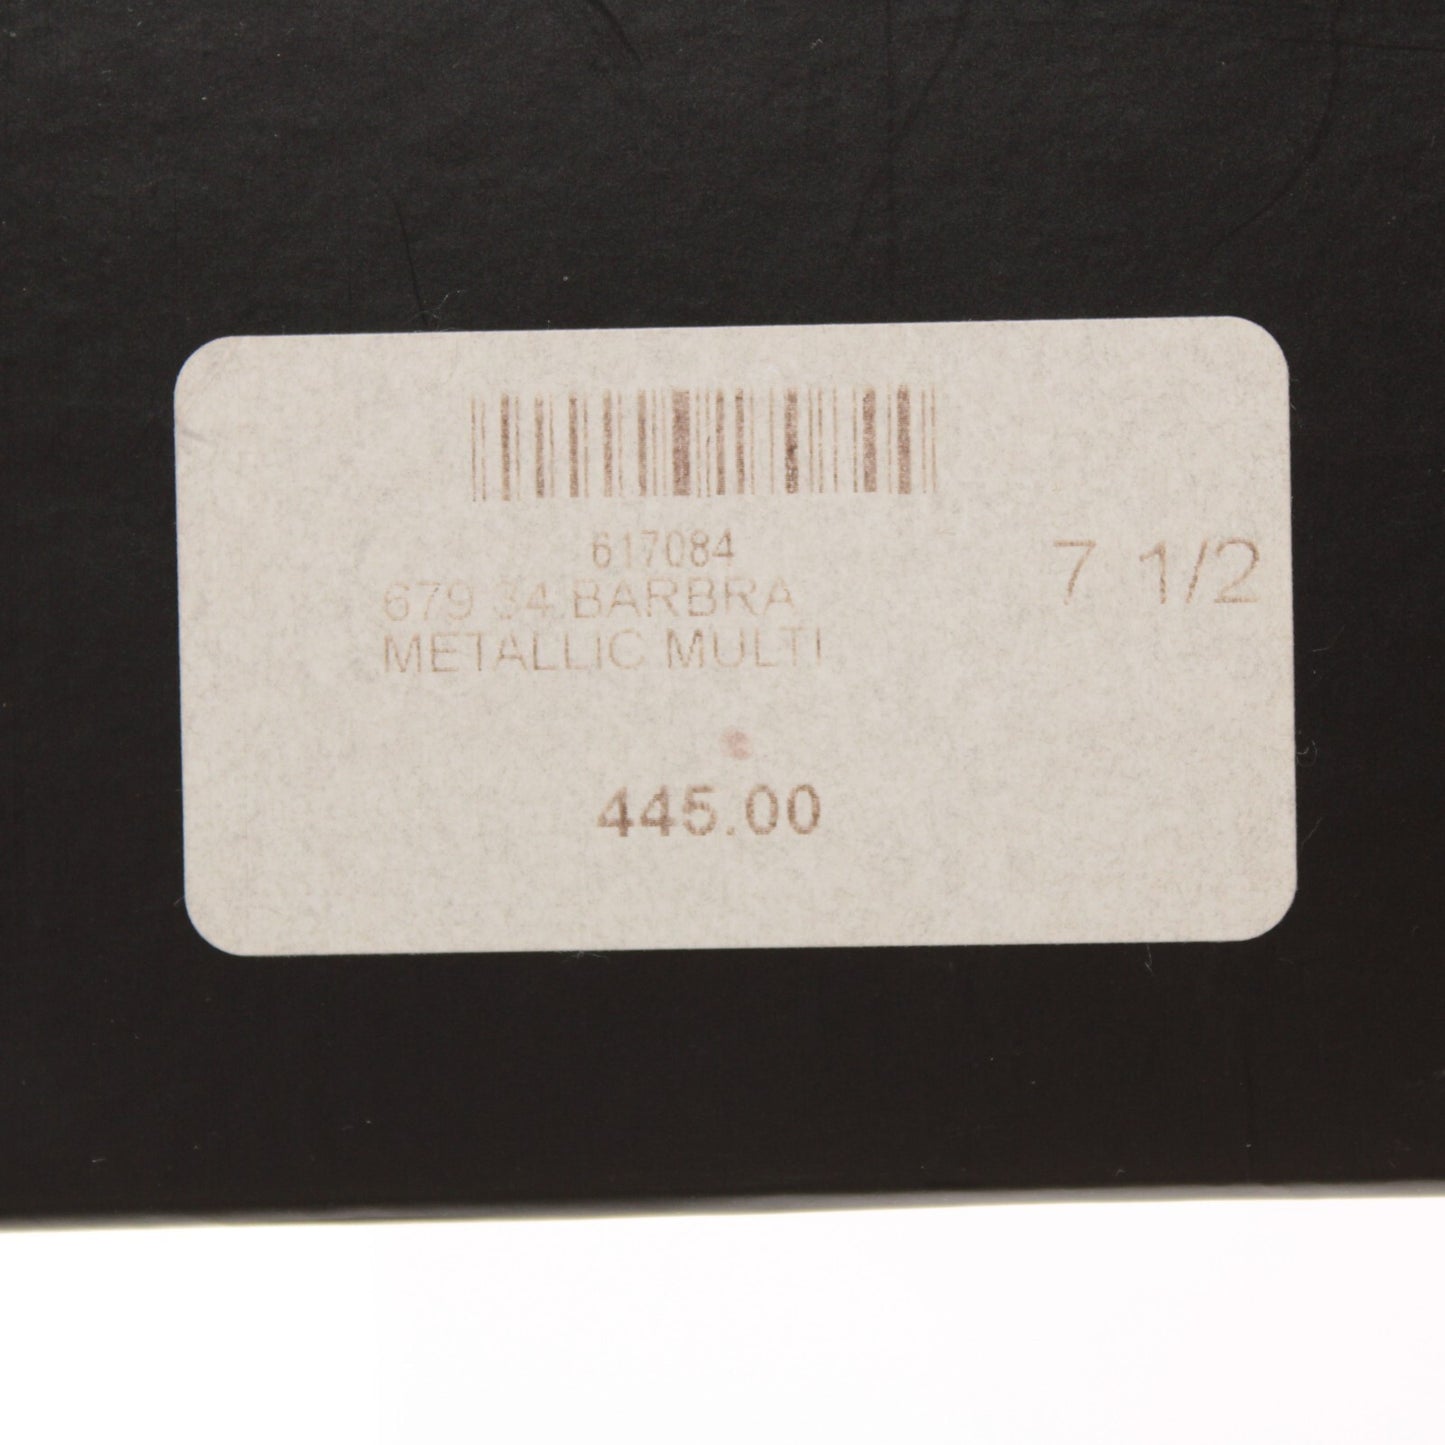 617084
7 1/2
679 34 BARBRA
METALLIC MULTI
445.00